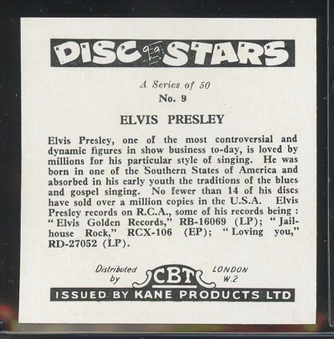 DISC STARS
A Series of 50
No. 9
ELVIS PRESLEY
Elvis Presley, one of the most controversial and
dynamic figures in show business to-day, is loved by
millions for his particular style of singing. He was
born in one of the Southern States of America and
absorbed in his early youth the traditions of the blues
and gospel singing. No fewer than 14 of his discs
have sold over a million copies in the U.S.A. Elvis
Presley records on R.C.A., some of his records being :
"Elvis Golden Records," RB-16069 (LP); "Jail-
house Rock," RCX-106 (EP); "Loving you,"
RD-27052 (LP).
Distributed by CBT LONDON W.2
ISSUED BY KANE PRODUCTS LTD